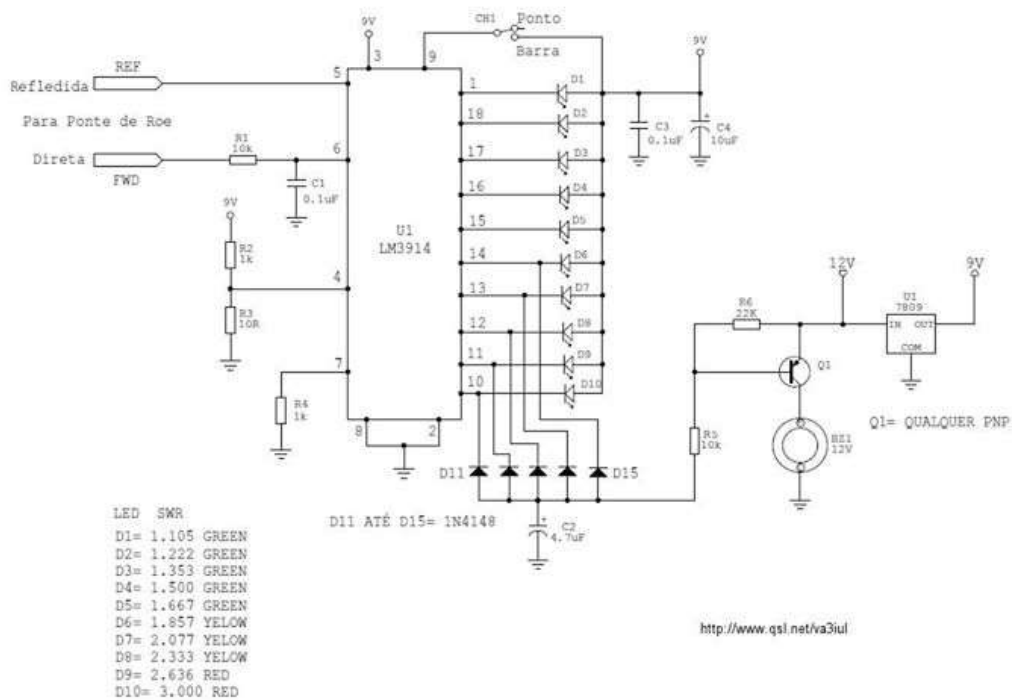 9V
CH1
Ponto
Barra
9V
3
9
REF
Refledida
5
1
D1
18
D2
C3
0.1uF
C4
10uF
Para Ponte de Roe
R1
10k
6
17
D3
Direta
FWD
C1
0.1uF
16
D4
15
D5
U1
LM3914
14
D6
9V
R2
1k
4
13
D7
R3
10R
12
D8
7
11
D9
10
D10
R4
1k
8
2
12V
9V
R6
22K
U1
7809
IN OUT
COM
Q1
Q1= QUALQUER PNP
R5
10k
BZ1
12V
D11
D15
D11 ATÉ D15= 1N4148
C2
4.7uF
LED SWR
D1= 1.105 GREEN
D2= 1.222 GREEN
D3= 1.353 GREEN
D4= 1.500 GREEN
D5= 1.667 GREEN
D6= 1.857 YELOW
D7= 2.077 YELOW
D8= 2.333 YELOW
D9= 2.636 RED
D10= 3.000 RED
http://www.qsl.net/va3iul